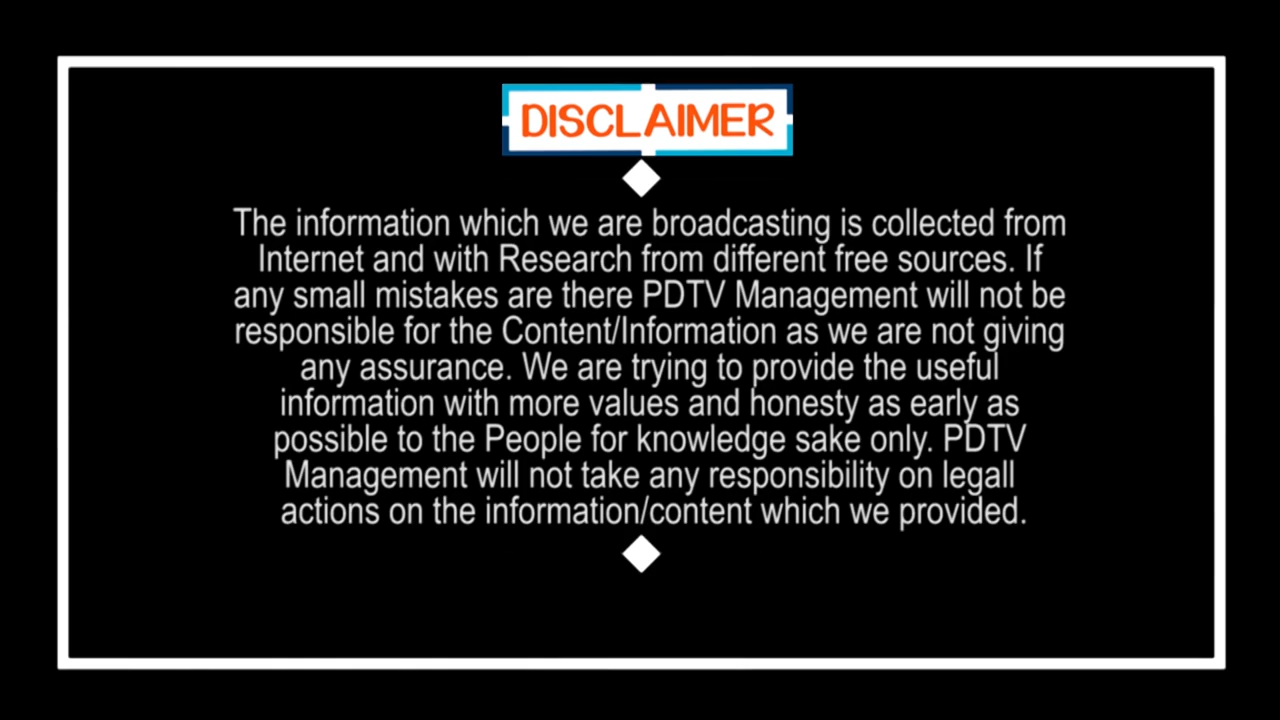 DISCLAIMER
The information which we are broadcasting is collected from
Internet and with Research from different free sources. If
any small mistakes are there PDTV Management will not be
responsible for the Content/Information as we are not giving
any assurance. We are trying to provide the useful
information with more values and honesty as early as
possible to the People for knowledge sake only. PDTV
Management will not take any responsibility on legall
actions on the information/content which we provided.